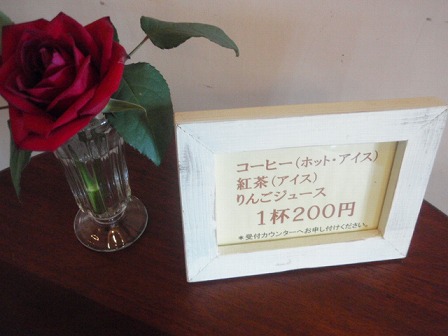 コーヒー(ホット・アイス)
紅茶(アイス)
りんごジュース
1杯200円
*受付カウンターへお申し付けください。